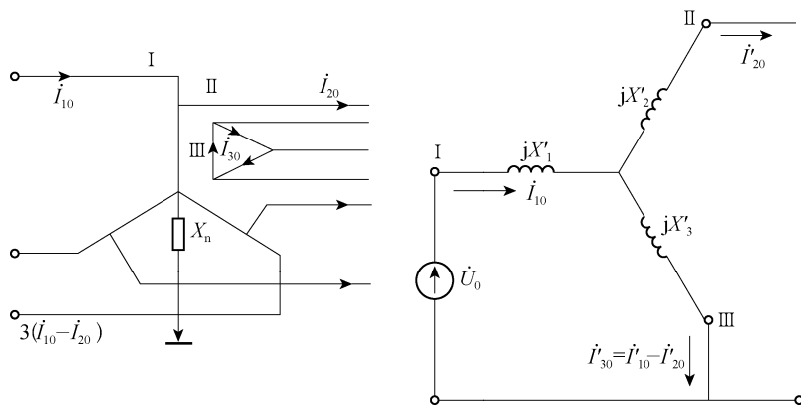 I
II
İ₁₀
İ₂₀
III
İ₃₀
Xₙ
3(İ₁₀−İ₂₀)
II
İ′₂₀
jX′₂
I
jX′₁
İ₁₀
jX′₃
U̇₀
III
İ′₃₀=İ′₁₀−İ′₂₀